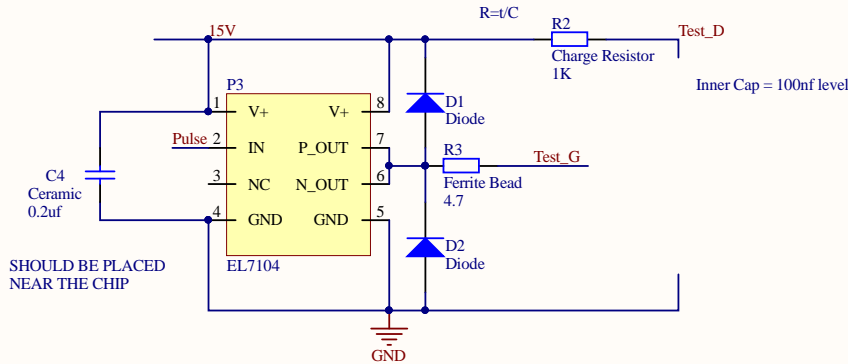 R=t/C
15V
R2
Test_D
Charge Resistor
1K
Inner Cap = 100nf level
P3
1
V+
V+
8
D1
Diode
Pulse
2
IN
P_OUT
7
R3
Test_G
3
NC
N_OUT
6
Ferrite Bead
4.7
C4
Ceramic
0.2uf
4
GND
GND
5
D2
Diode
EL7104
SHOULD BE PLACED
NEAR THE CHIP
GND